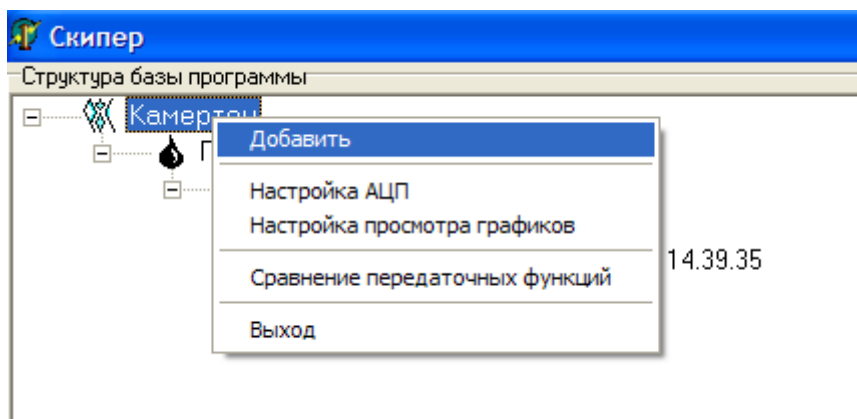 Скипер
Структура базы программы
Камертон
Добавить
Настройка АЦП
Настройка просмотра графиков
14.39.35
Сравнение передаточных функций
Выход